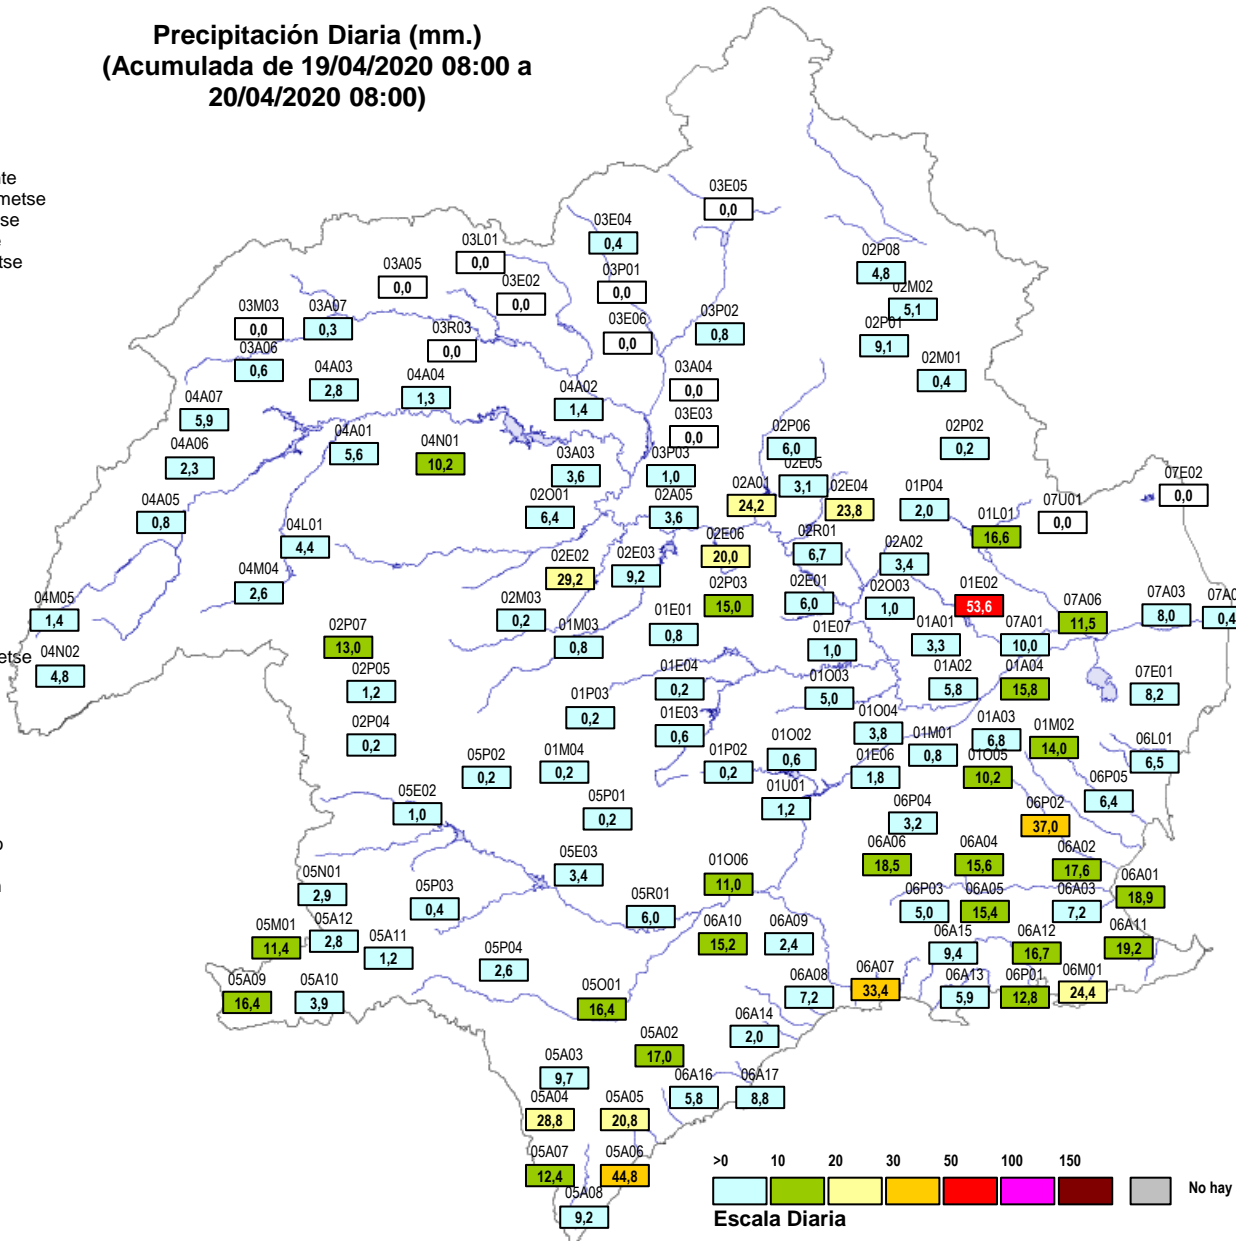 Precipitación Diaria (mm.)
(Acumulada de 19/04/2020 08:00 a
20/04/2020 08:00)
03E05
0,0
03E04
0,4
03L01
0,0
02P08
4,8
03A05
0,0
03P01
0,0
03E02
0,0
02M02
5,1
03M03
0,0
03A07
0,3
03E06
0,0
03P02
0,8
02P01
9,1
03R03
0,0
03A06
0,6
02M01
0,4
04A03
2,8
04A04
1,3
03A04
0,0
04A02
1,4
04A07
5,9
03E03
0,0
04A01
5,6
04N01
10,2
02P06
6,0
02P02
0,2
04A06
2,3
03A03
3,6
03P03
1,0
02E05
3,1
07E02
0,0
02A01
24,2
02E04
23,8
01P04
2,0
04A05
0,8
02O01
6,4
02A05
3,6
07U01
0,0
01L01
16,6
04L01
4,4
02R01
6,7
02E06
20,0
02A02
3,4
02E02
29,2
02E03
9,2
04M04
2,6
02P03
15,0
02E01
6,0
02O03
1,0
01E02
53,6
04M05
1,4
02M03
0,2
07A06
11,5
07A03
8,0
07A0
0,4
02P07
13,0
01M03
0,8
01E01
0,8
01E07
1,0
01A01
3,3
07A01
10,0
etse
04N02
4,8
02P05
1,2
01E04
0,2
01O03
5,0
01A02
5,8
01A04
15,8
07E01
8,2
01P03
0,2
02P04
0,2
01E03
0,6
01O04
3,8
01A03
6,8
01M02
14,0
01M01
0,8
05P02
0,2
01M04
0,2
01P02
0,2
01O02
0,6
01E06
1,8
01O05
10,2
06L01
6,5
05E02
1,0
05P01
0,2
01U01
1,2
06P05
6,4
06P04
3,2
06P02
37,0
05E03
3,4
01O06
11,0
06A06
18,5
06A04
15,6
06A02
17,6
05N01
2,9
05P03
0,4
05R01
6,0
06P03
5,0
06A05
15,4
06A03
7,2
06A01
18,9
05M01
11,4
05A12
2,8
05A11
1,2
06A10
15,2
06A09
2,4
06A15
9,4
06A12
16,7
06A11
19,2
05P04
2,6
05A09
16,4
05A10
3,9
05O01
16,4
06A08
7,2
06A07
33,4
06A13
5,9
06P01
12,8
06M01
24,4
05A02
17,0
06A14
2,0
05A03
9,7
06A16
5,8
06A17
8,8
05A04
28,8
05A05
20,8
05A07
12,4
05A06
44,8
05A08
9,2
>0 10 20 30 50 100 150
No hay
Escala Diaria